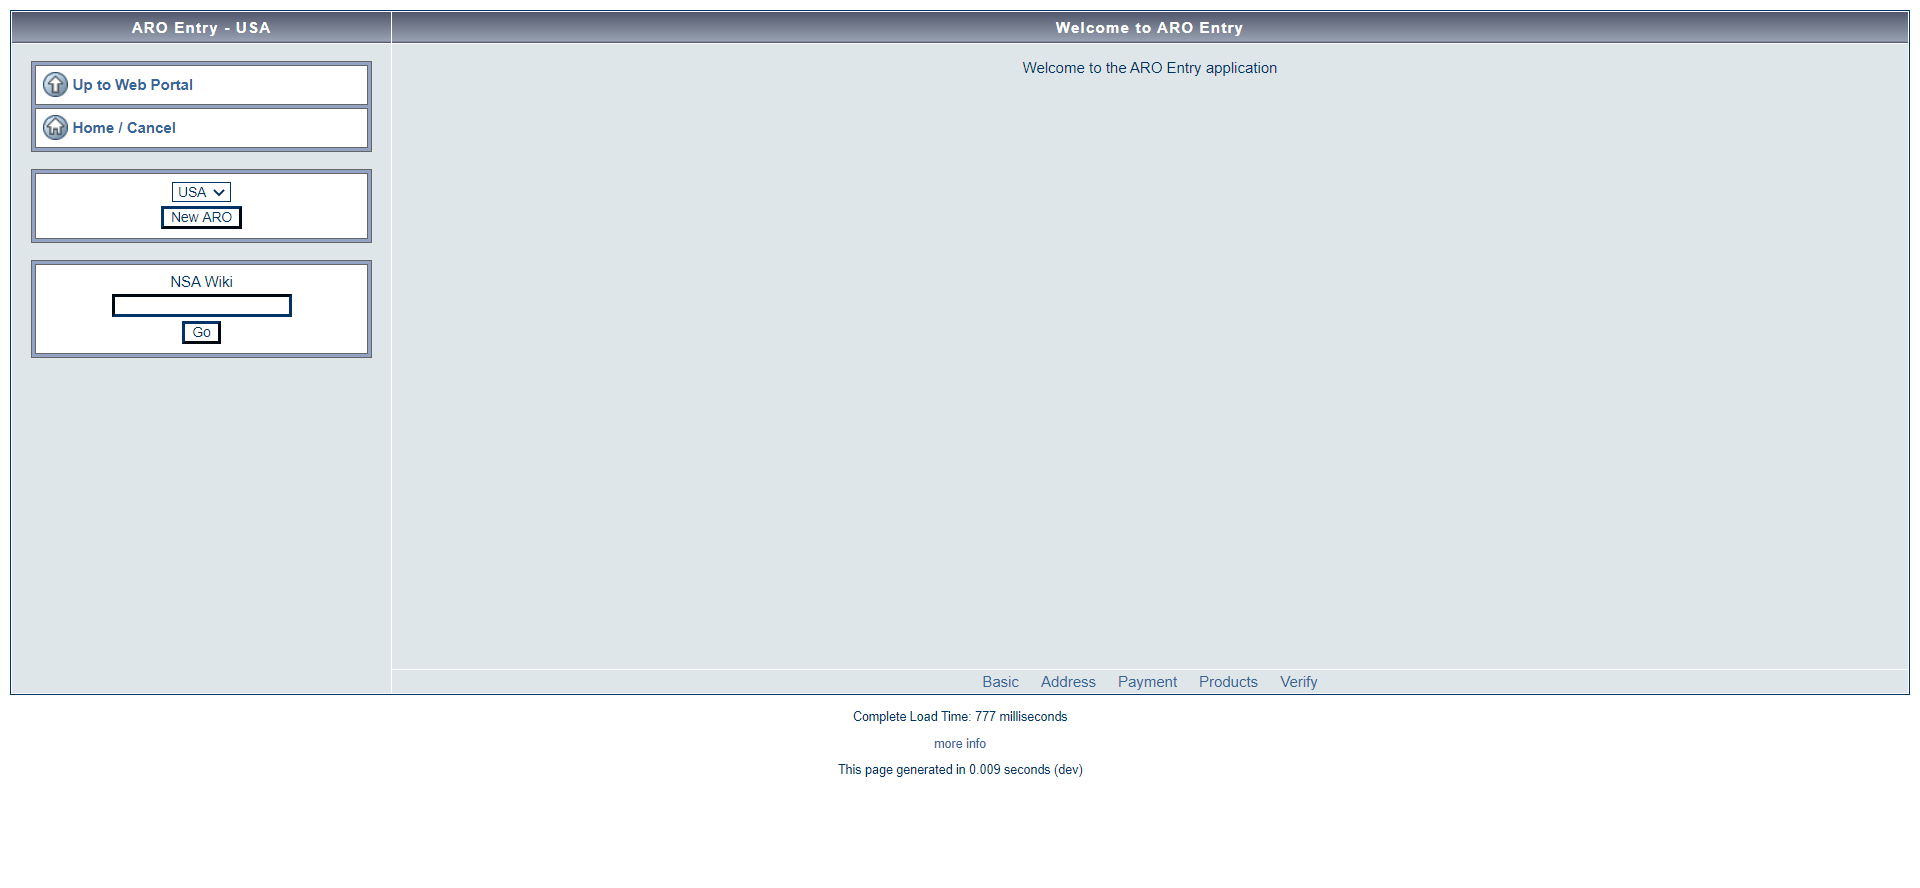 ARO Entry - USA
Welcome to ARO Entry
Up to Web Portal
Home / Cancel
USA
New ARO
NSA Wiki
Go
Welcome to the ARO Entry application
Basic Address Payment Products Verify
Complete Load Time: 777 milliseconds
more info
This page generated in 0.009 seconds (dev)